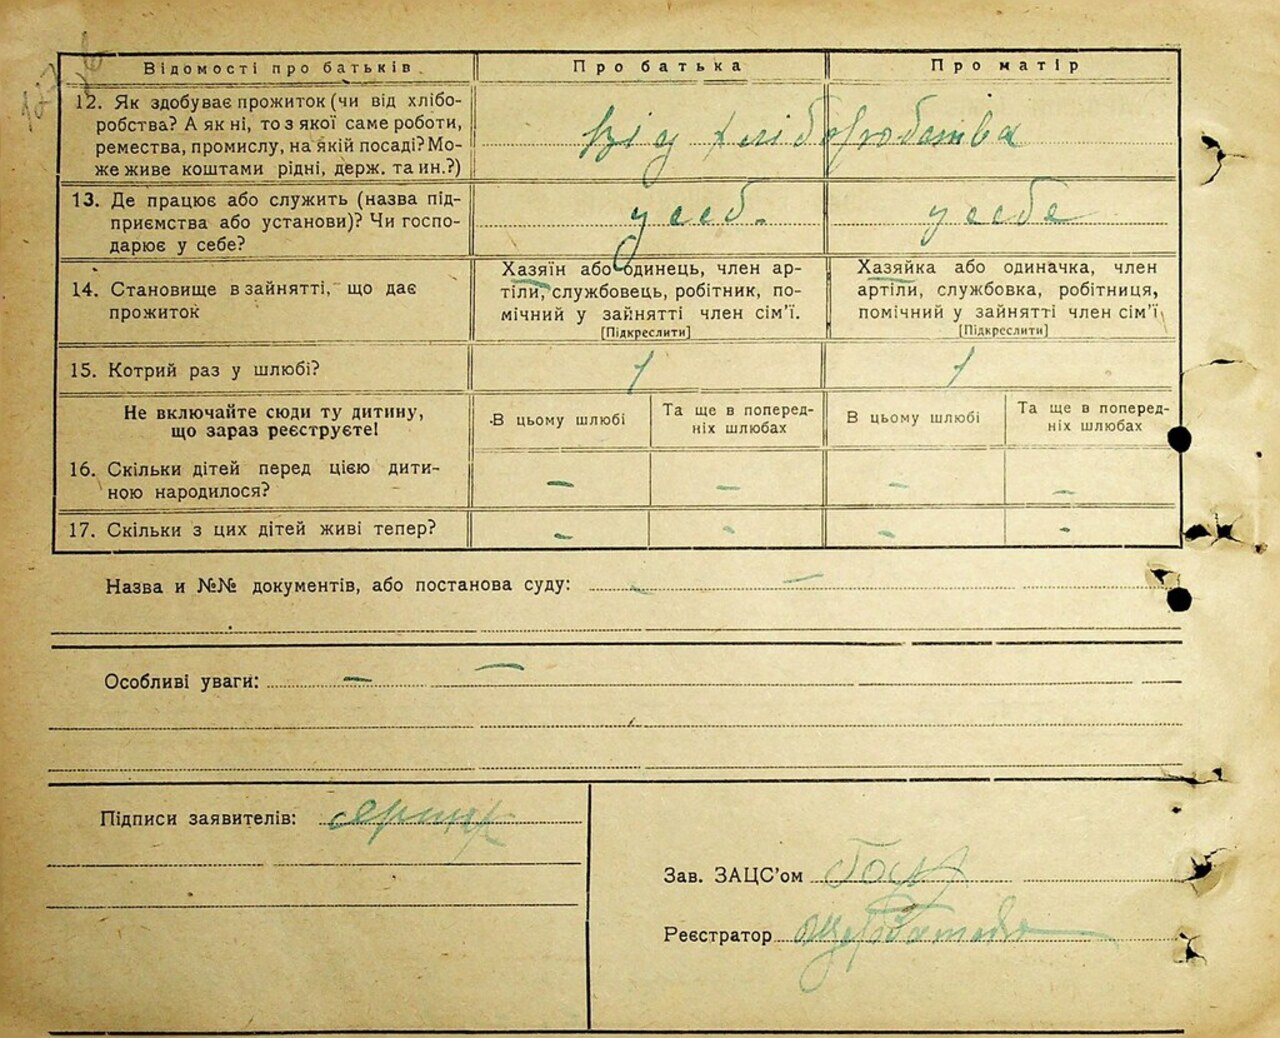 Відомості про батьків
Про батька
Про матір
12. Як здобуває прожиток (чи від хлібо-
робства? А як ні, то з якої саме роботи,
ремества, промислу, на якій посаді? Мо-
же живе коштами рідні, держ. та ин.?)
від хліборобства
13. Де працює або служить (назва під-
приємства або установи)? Чи госпо-
дарює у себе?
у себ.
у себе
14. Становище в зайнятті, що дає
прожиток
Хазяїн або одинець, член ар-
тіли, службовець, робітник, по-
мічний у зайнятті член сім'ї.
[Підкреслити]
Хазяйка або одиначка, член
артіли, службовка, робітниця,
помічний у зайнятті член сім'ї
[Підкреслити]
15. Котрий раз у шлюбі?
1
1
Не включайте сюди ту дитину,
що зараз реєструєте!
В цьому шлюбі
Та ще в поперед-
ніх шлюбах
В цьому шлюбі
Та ще в поперед-
ніх шлюбах
16. Скільки дітей перед цією дити-
ною народилося?
– – – –
17. Скільки з цих дітей живі тепер?
– – – –
Назва и №№ документів, або постанова суду: – –
Особливі уваги: – –
Підписи заявителів:
Зав. ЗАЦС'ом
Реєстратор